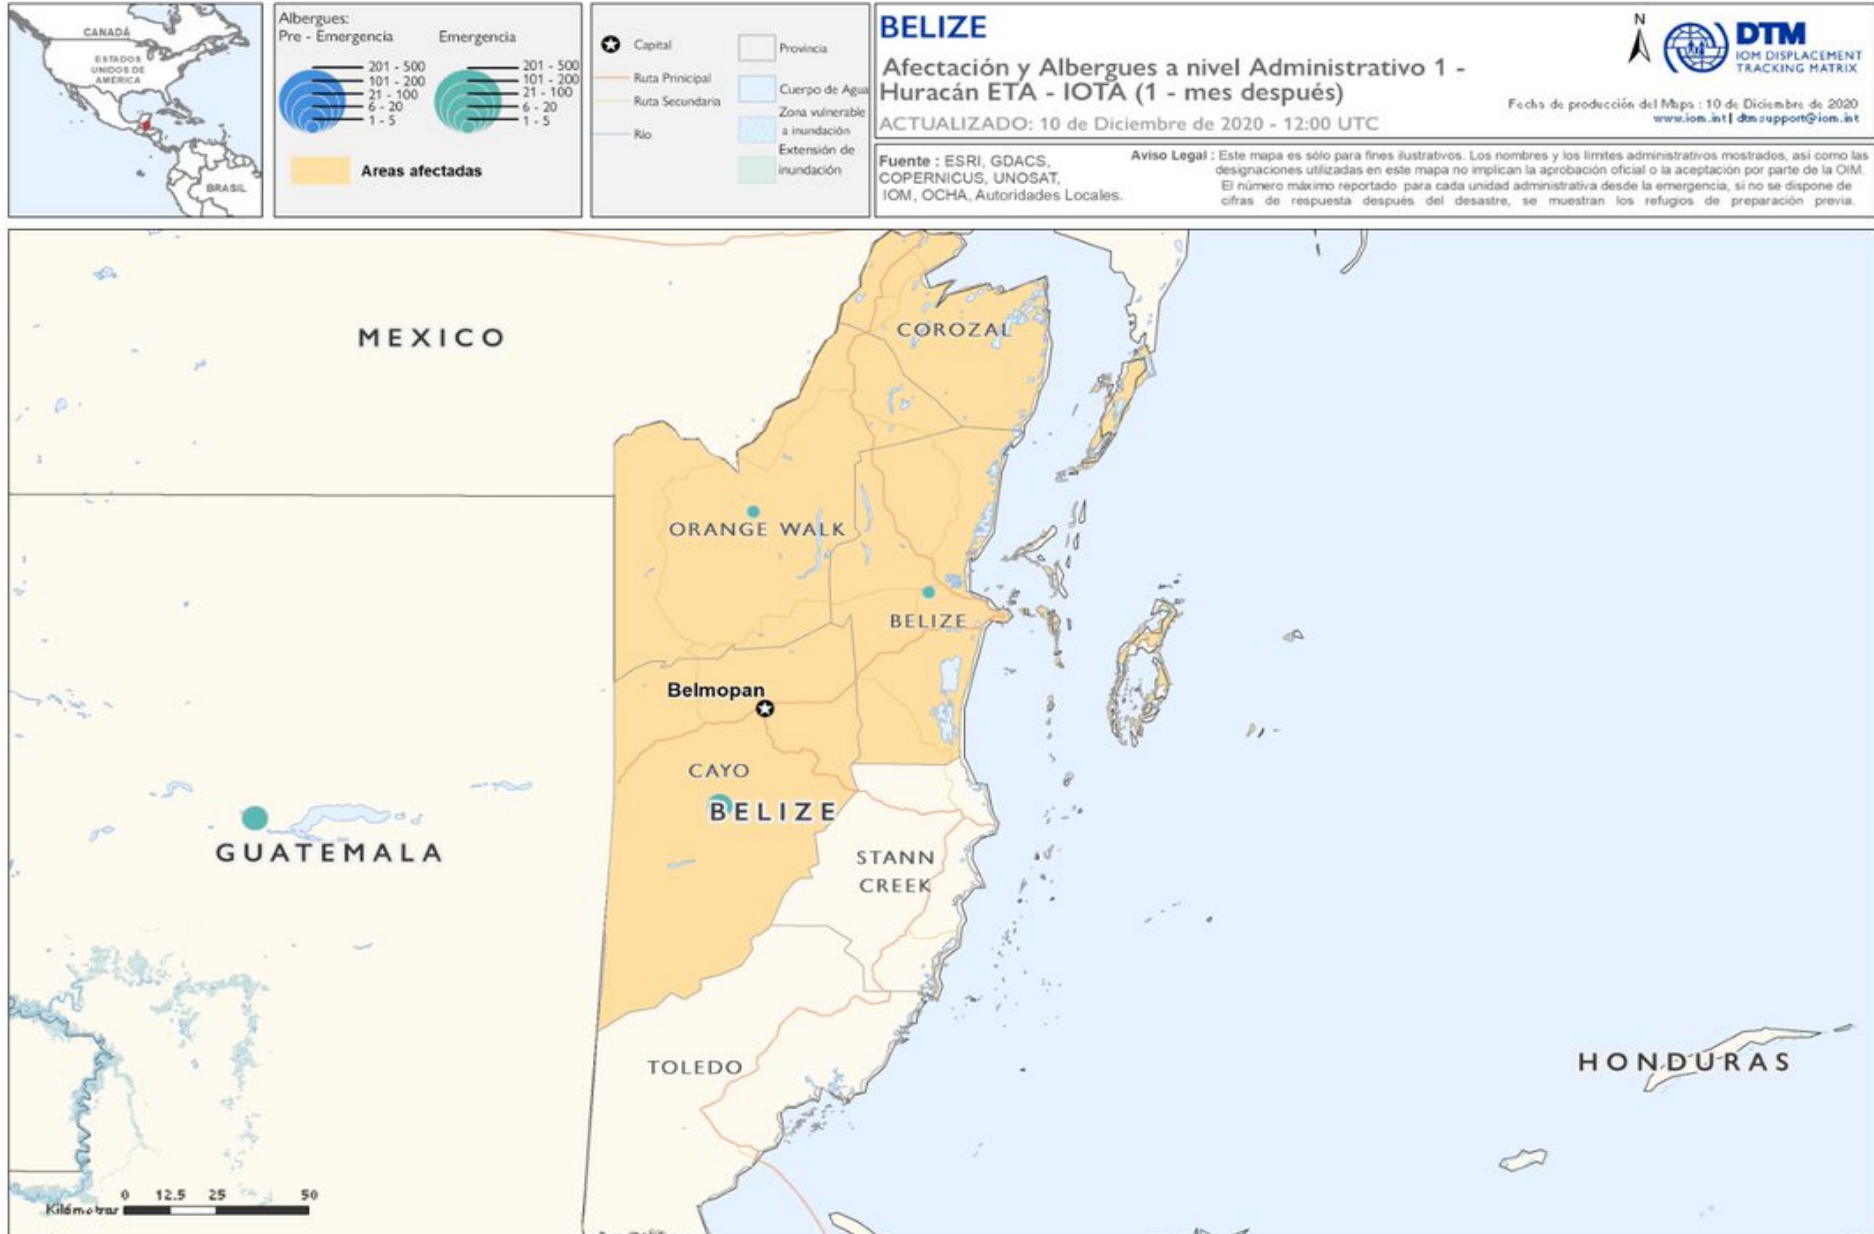 CANADÁ
ESTADOS
UNIDOS DE
AMÉRICA
BRASIL
Albergues:
Pre - Emergencia
Emergencia
201 - 500
101 - 200
21 - 100
6 - 20
1 - 5
201 - 500
101 - 200
21 - 100
6 - 20
1 - 5
Areas afectadas
Capital
Ruta Prinicipal
Ruta Secundaria
Río
Provincia
Cuerpo de Agua
Zona vulnerable
a inundación
Extensión de
inundación
BELIZE
Afectación y Albergues a nivel Administrativo 1 -
Huracán ETA - IOTA (1 - mes después)
ACTUALIZADO: 10 de Diciembre de 2020 - 12:00 UTC
N
DTM
IOM DISPLACEMENT
TRACKING MATRIX
Fecha de producción del Mapa : 10 de Diciembre de 2020
www.iom.int | dtmsupport@iom.int
Fuente : ESRI, GDACS,
COPERNICUS, UNOSAT,
IOM, OCHA, Autoridades Locales.
Aviso Legal : Este mapa es sólo para fines ilustrativos. Los nombres y los límites administrativos mostrados, así como las
designaciones utilizadas en este mapa no implican la aprobación oficial o la aceptación por parte de la OIM.
El número máximo reportado para cada unidad administrativa desde la emergencia, si no se dispone de
cifras de respuesta después del desastre, se muestran los refugios de preparación previa.
MEXICO
COROZAL
ORANGE WALK
BELIZE
Belmopan
CAYO
BELIZE
GUATEMALA
STANN
CREEK
TOLEDO
HONDURAS
0 12.5 25 50
Kilómetros